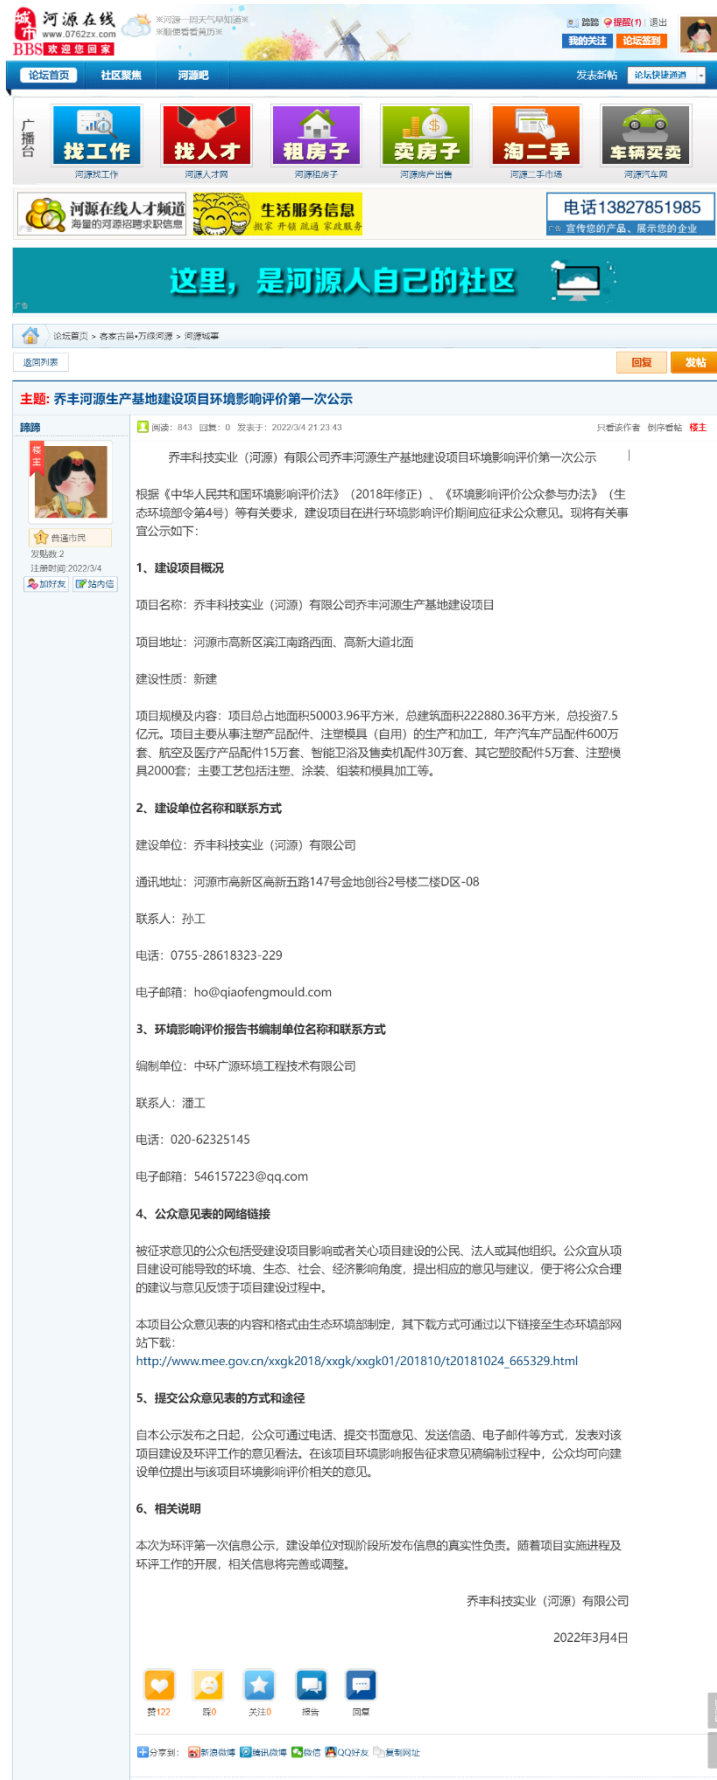 城市 河源在线
www.0762zx.com
BBS 欢迎您回家
※河源一周天气早知道※
※顺便看看黄历※
蹄蹄 提醒(1) | 退出
我的关注 论坛签到
论坛首页 社区聚焦 河源吧 发表新帖 论坛快捷通道
广播台
找工作 找人才 租房子 卖房子 淘二手 车辆买卖
河源找工作 河源人才网 河源租房子 河源房产出售 河源二手市场 河源汽车网
河源在线人才频道
海量的河源招聘求职信息
生活服务信息
搬家 开锁 疏通 家政服务
电话13827851985
广告 宣传您的产品、展示您的企业
这里，是河源人自己的社区
广告
论坛首页 > 客家古邑•万绿河源 > 河源城事
返回列表 回复 发帖
主题: 乔丰河源生产基地建设项目环境影响评价第一次公示
蹄蹄
楼主
普通市民
发贴数:2
注册时间:2022/3/4
加好友 站内信
阅读：843 回复：0 发表于：2022/3/4 21:23:43 只看该作者 倒序看帖 楼主
乔丰科技实业（河源）有限公司乔丰河源生产基地建设项目环境影响评价第一次公示
根据《中华人民共和国环境影响评价法》（2018年修正）、《环境影响评价公众参与办法》（生
态环境部令第4号）等有关要求，建设项目在进行环境影响评价期间应征求公众意见。现将有关事
宜公示如下：
1、建设项目概况
项目名称：乔丰科技实业（河源）有限公司乔丰河源生产基地建设项目
项目地址：河源市高新区滨江南路西面、高新大道北面
建设性质：新建
项目规模及内容：项目总占地面积50003.96平方米，总建筑面积222880.36平方米，总投资7.5
亿元。项目主要从事注塑产品配件、注塑模具（自用）的生产和加工，年产汽车产品配件600万
套、航空及医疗产品配件15万套、智能卫浴及售卖机配件30万套、其它塑胶配件5万套、注塑模
具2000套；主要工艺包括注塑、涂装、组装和模具加工等。
2、建设单位名称和联系方式
建设单位：乔丰科技实业（河源）有限公司
通讯地址：河源市高新区高新五路147号金地创谷2号楼二楼D区-08
联系人：孙工
电话：0755-28618323-229
电子邮箱：ho@qiaofengmould.com
3、环境影响评价报告书编制单位名称和联系方式
编制单位：中环广源环境工程技术有限公司
联系人：潘工
电话：020-62325145
电子邮箱：546157223@qq.com
4、公众意见表的网络链接
被征求意见的公众包括受建设项目影响或者关心项目建设的公民、法人或其他组织。公众宜从项
目建设可能导致的环境、生态、社会、经济影响角度，提出相应的意见与建议，便于将公众合理
的建议与意见反馈于项目建设过程中。
本项目公众意见表的内容和格式由生态环境部制定，其下载方式可通过以下链接至生态环境部网
站下载：
http://www.mee.gov.cn/xxgk2018/xxgk/xxgk01/201810/t20181024_665329.html
5、提交公众意见表的方式和途径
自本公示发布之日起，公众可通过电话、提交书面意见、发送信函、电子邮件等方式，发表对该
项目建设及环评工作的意见看法。在该项目环境影响报告征求意见稿编制过程中，公众均可向建
设单位提出与该项目环境影响评价相关的意见。
6、相关说明
本次为环评第一次信息公示，建设单位对现阶段所发布信息的真实性负责。随着项目实施进程及
环评工作的开展，相关信息将完善或调整。
乔丰科技实业（河源）有限公司
2022年3月4日
赞122 踩0 关注0 报告 回复
分享到： 新浪微博 腾讯微博 微信 QQ好友 复制网址